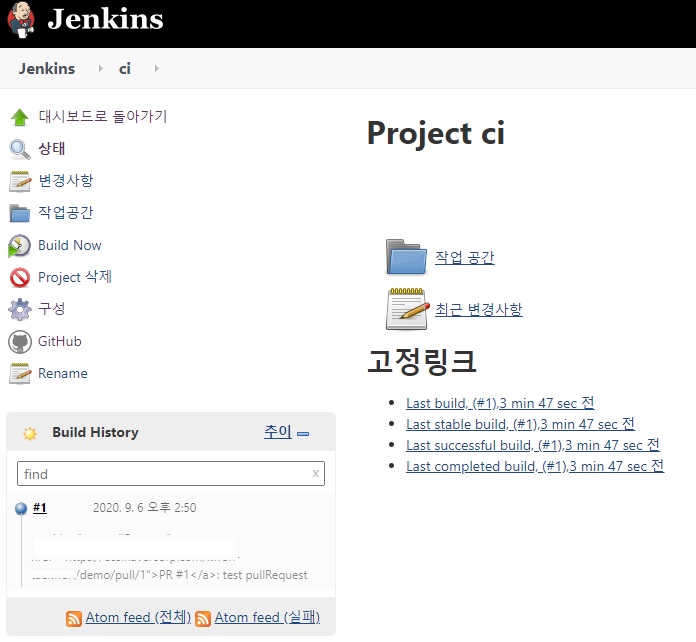 Jenkins
Jenkins ci
대시보드로 돌아가기
상태
변경사항
작업공간
Build Now
Project 삭제
구성
GitHub
Rename
Build History 추이
find x
#1 2020. 9. 6 오후 2:50
/demo/pull/1">PR #1</a>: test pullRequest
Atom feed (전체) Atom feed (실패)
Project ci
작업 공간
최근 변경사항
고정링크
Last build, (#1),3 min 47 sec 전
Last stable build, (#1),3 min 47 sec 전
Last successful build, (#1),3 min 47 sec 전
Last completed build, (#1),3 min 47 sec 전